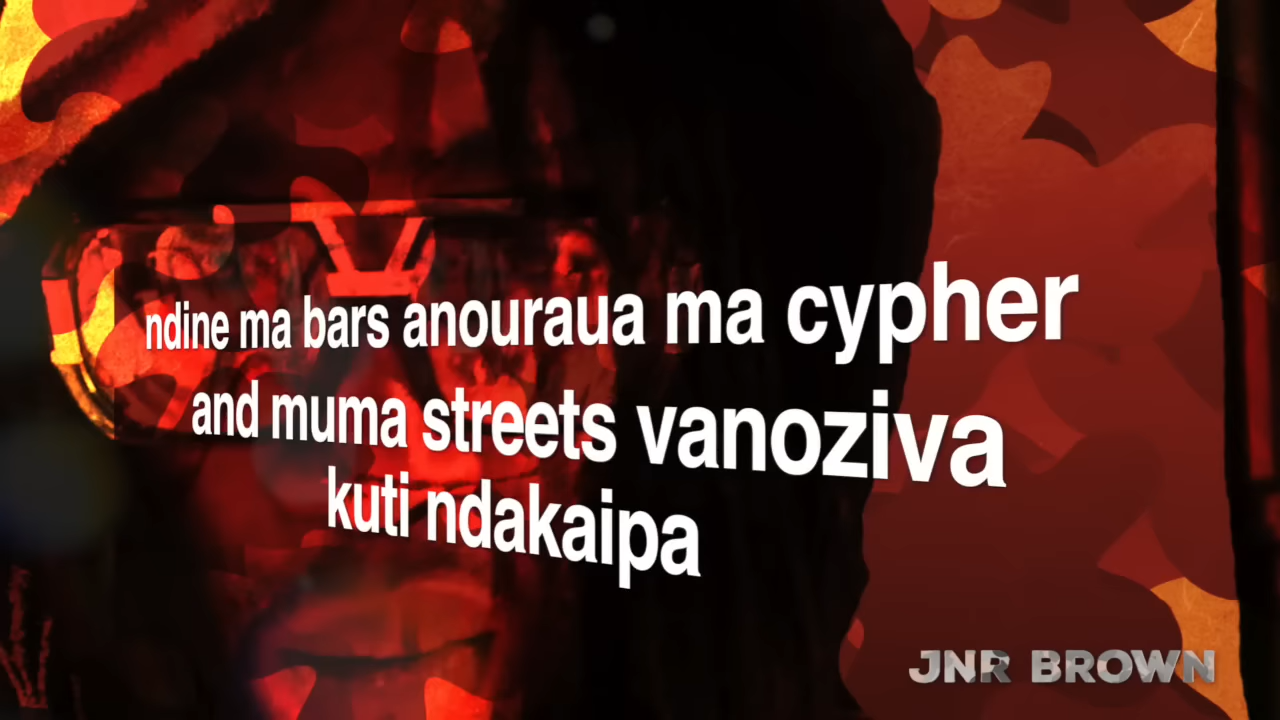 ndine ma bars anouraua ma cypher
and muma streets vanoziva
kuti ndakaipa
JNR BROWN